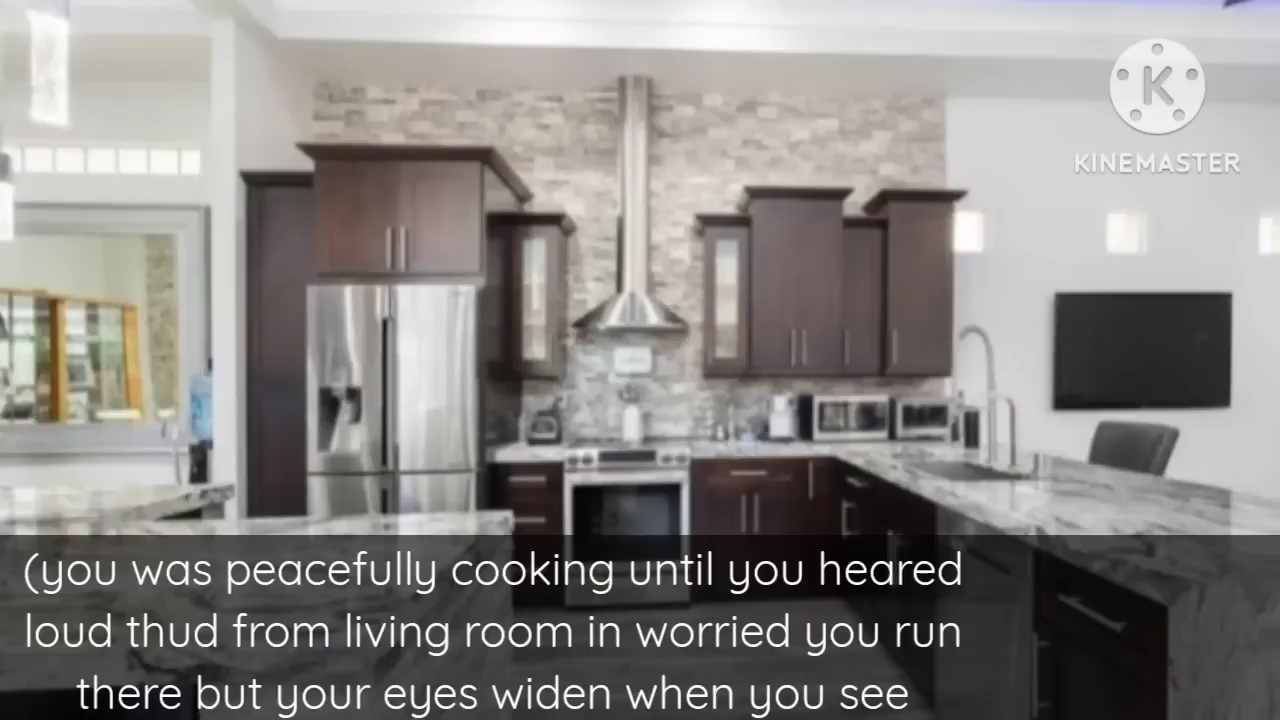 KINEMASTER
(you was peacefully cooking until you heared
loud thud from living room in worried you run
there but your eyes widen when you see